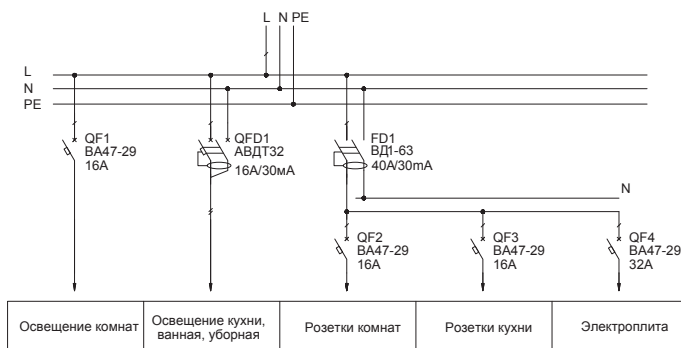 L N PE
L
N
PE
QF1
ВА47-29
16А
QFD1
АВДТ32
16А/30мА
FD1
ВД1-63
40А/30mA
N
QF2
ВА47-29
16А
QF3
ВА47-29
16А
QF4
ВА47-29
32А
Освещение комнат
Освещение кухни,
ванная, уборная
Розетки комнат
Розетки кухни
Электроплита